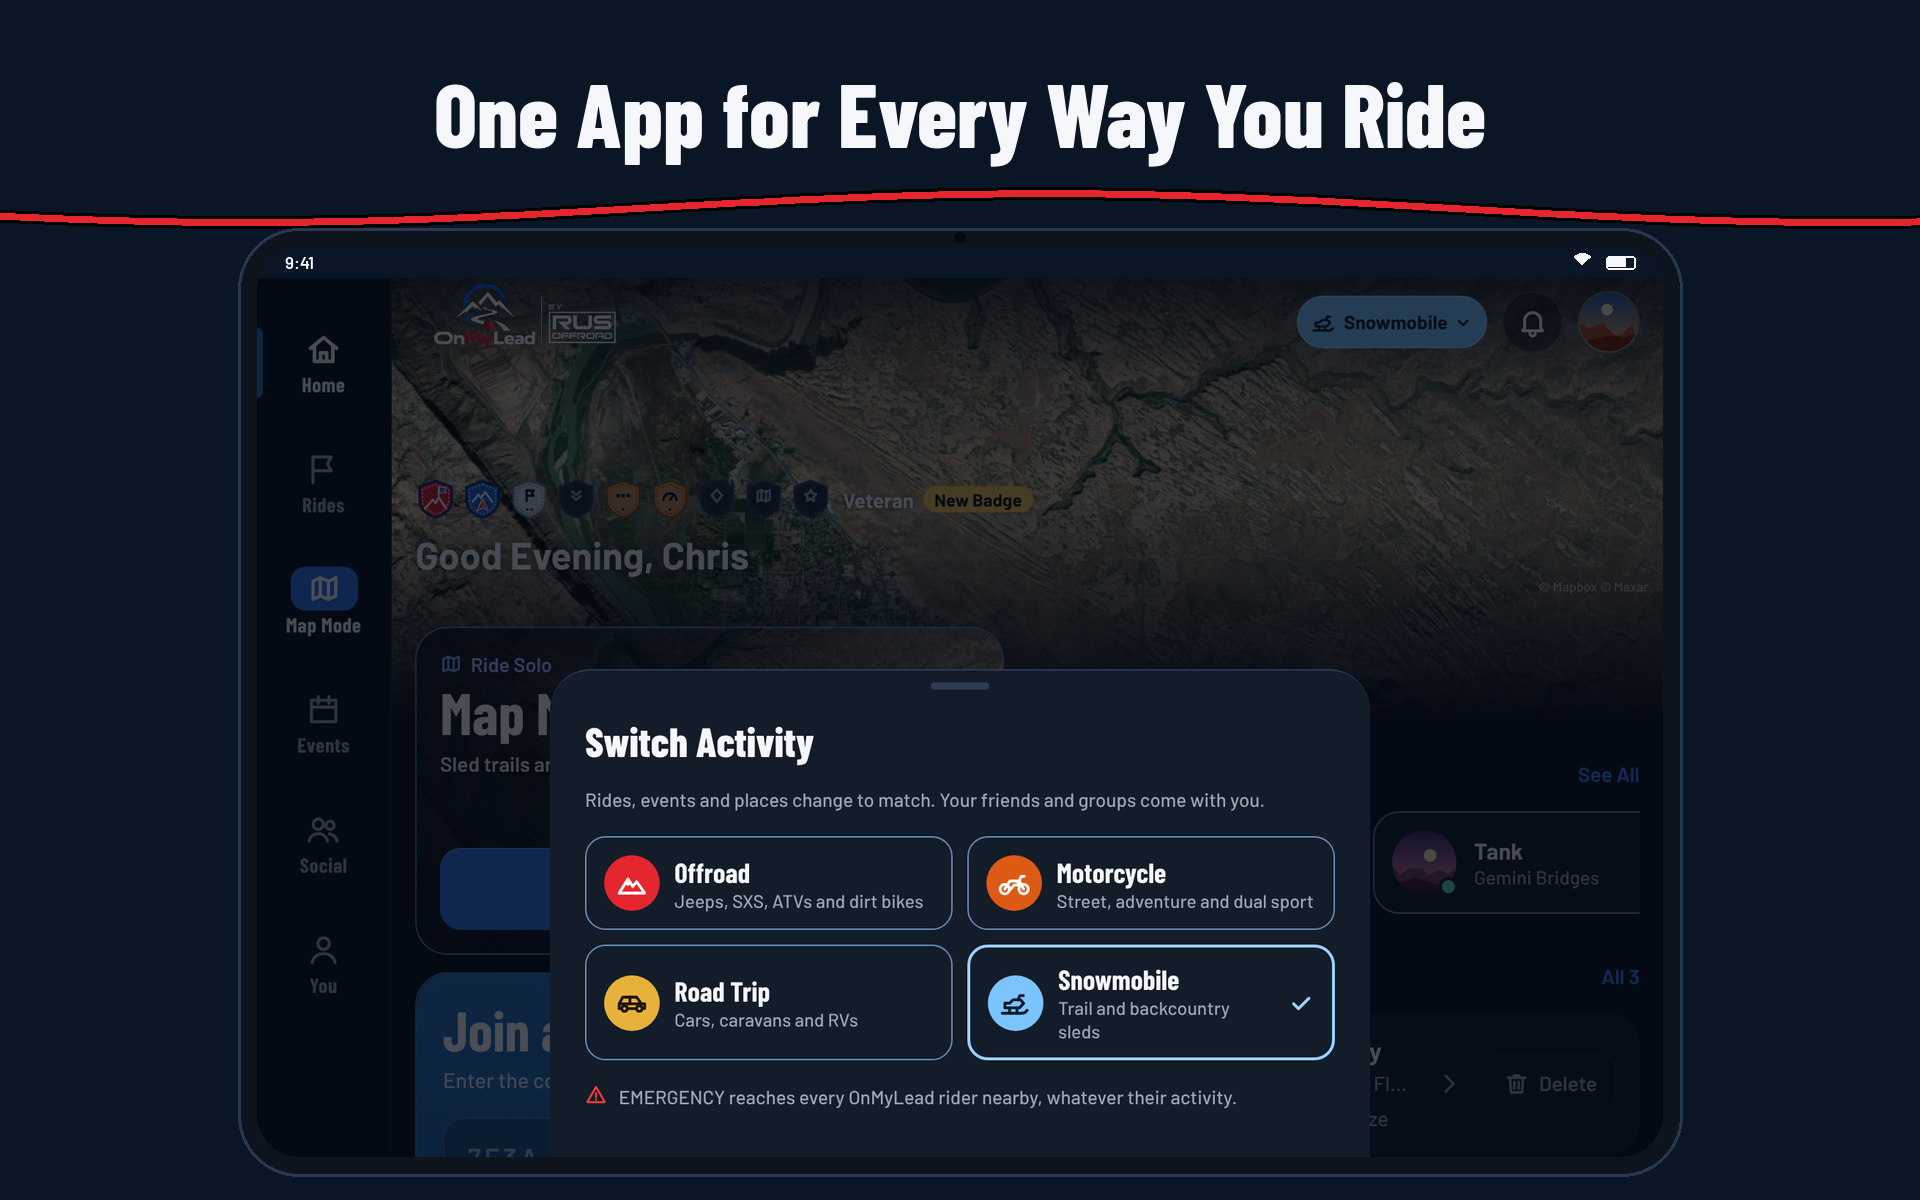 One App for Every Way You Ride
9:41
OnMyLead
BY
RUS
OFFROAD
Snowmobile
Home
Rides
Map Mode
Events
Social
You
Veteran
New Badge
Good Evening, Chris
© Mapbox © Maxar
Ride Solo
Map
Sled trails
See All
Tank
Gemini Bridges
All 3
Join
Enter the
Fl...
Delete
Switch Activity
Rides, events and places change to match. Your friends and groups come with you.
Offroad
Jeeps, SXS, ATVs and dirt bikes
Motorcycle
Street, adventure and dual sport
Road Trip
Cars, caravans and RVs
Snowmobile
Trail and backcountry
sleds
EMERGENCY reaches every OnMyLead rider nearby, whatever their activity.